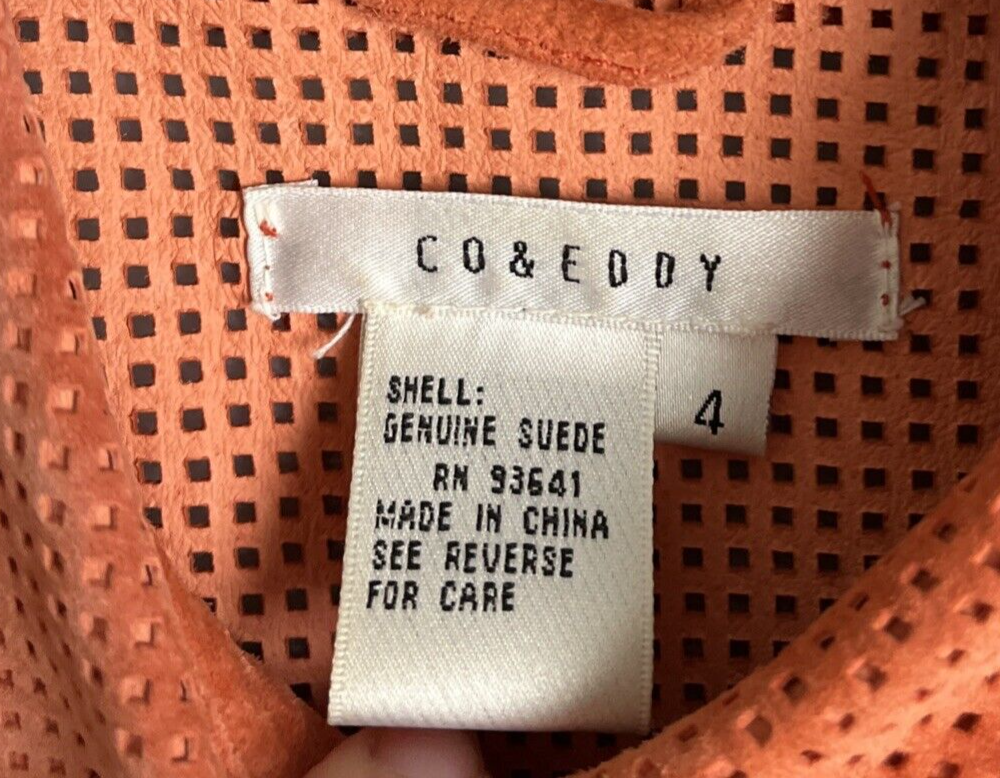 CO&EDDY
4
SHELL:
GENUINE SUEDE
RN 93641
MADE IN CHINA
SEE REVERSE
FOR CARE